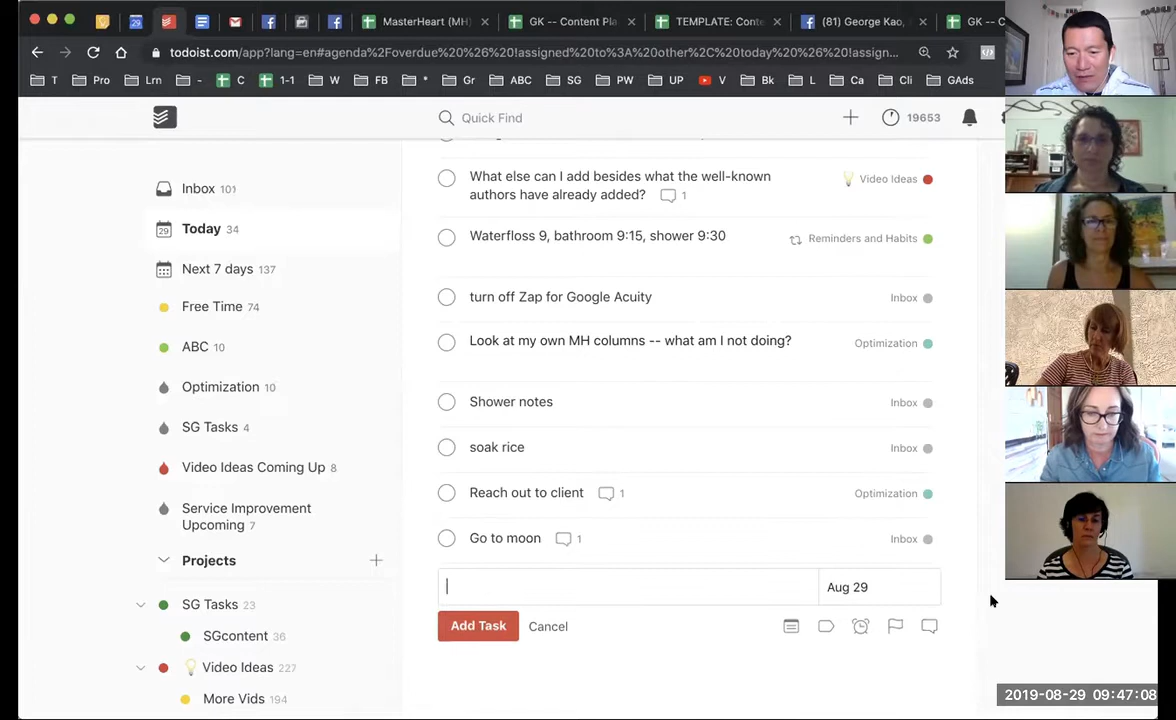 MasterHeart (MH)
GK -- Content Pla
TEMPLATE: Conte
(81) George Kao,
GK -- C
todoist.com/app?lang=en#agenda%2Foverdue%20%26%20!assigned%20to%3A%20other%2C%20today%20%26%20!assign...
T Pro Lrn - C 1-1 W FB * Gr ABC SG PW UP V Bk L Ca Cli GAds
Quick Find
19653
Inbox 101
Today 34
Next 7 days 137
Free Time 74
ABC 10
Optimization 10
SG Tasks 4
Video Ideas Coming Up 8
Service Improvement
Upcoming 7
Projects
SG Tasks 23
SGcontent 36
Video Ideas 227
More Vids 194
What else can I add besides what the well-known
authors have already added? 1
Video Ideas
Waterfloss 9, bathroom 9:15, shower 9:30
Reminders and Habits
turn off Zap for Google Acuity
Inbox
Look at my own MH columns -- what am I not doing?
Optimization
Shower notes
Inbox
soak rice
Inbox
Reach out to client 1
Optimization
Go to moon 1
Inbox
Aug 29
Add Task
Cancel
2019-08-29 09:47:08